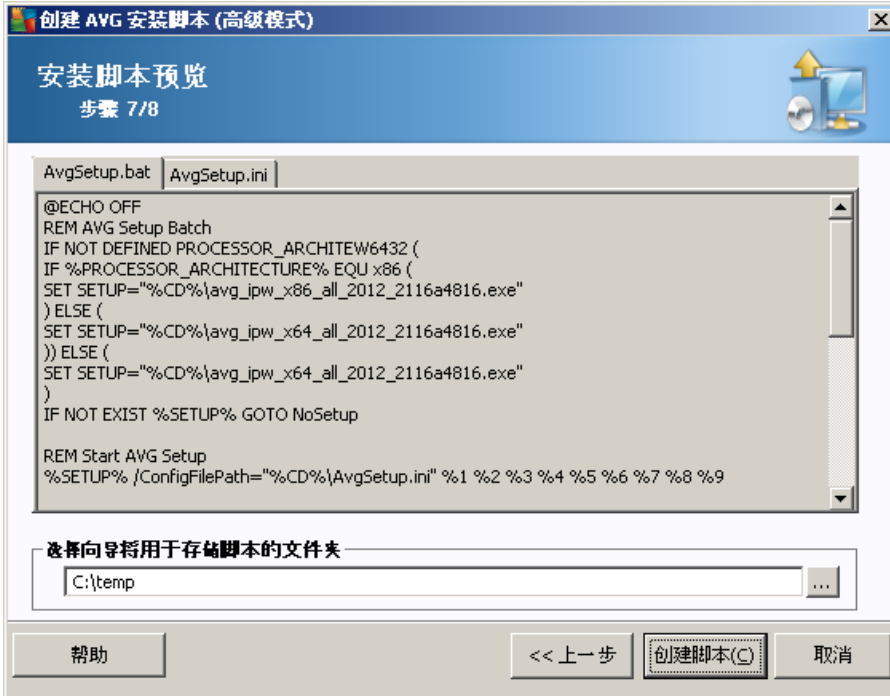 创建 AVG 安装脚本 (高级模式)
安装脚本预览
步骤 7/8
AvgSetup.bat
AvgSetup.ini
@ECHO OFF
REM AVG Setup Batch
IF NOT DEFINED PROCESSOR_ARCHITEW6432 (
IF %PROCESSOR_ARCHITECTURE% EQU x86 (
SET SETUP="%CD%\avg_ipw_x86_all_2012_2116a4816.exe"
) ELSE (
SET SETUP="%CD%\avg_ipw_x64_all_2012_2116a4816.exe"
)) ELSE (
SET SETUP="%CD%\avg_ipw_x64_all_2012_2116a4816.exe"
)
IF NOT EXIST %SETUP% GOTO NoSetup
REM Start AVG Setup
%SETUP% /ConfigFilePath="%CD%\AvgSetup.ini" %1 %2 %3 %4 %5 %6 %7 %8 %9
选择向导将用于存储脚本的文件夹
C:\temp
...
帮助
<< 上一步
创建脚本(C)
取消